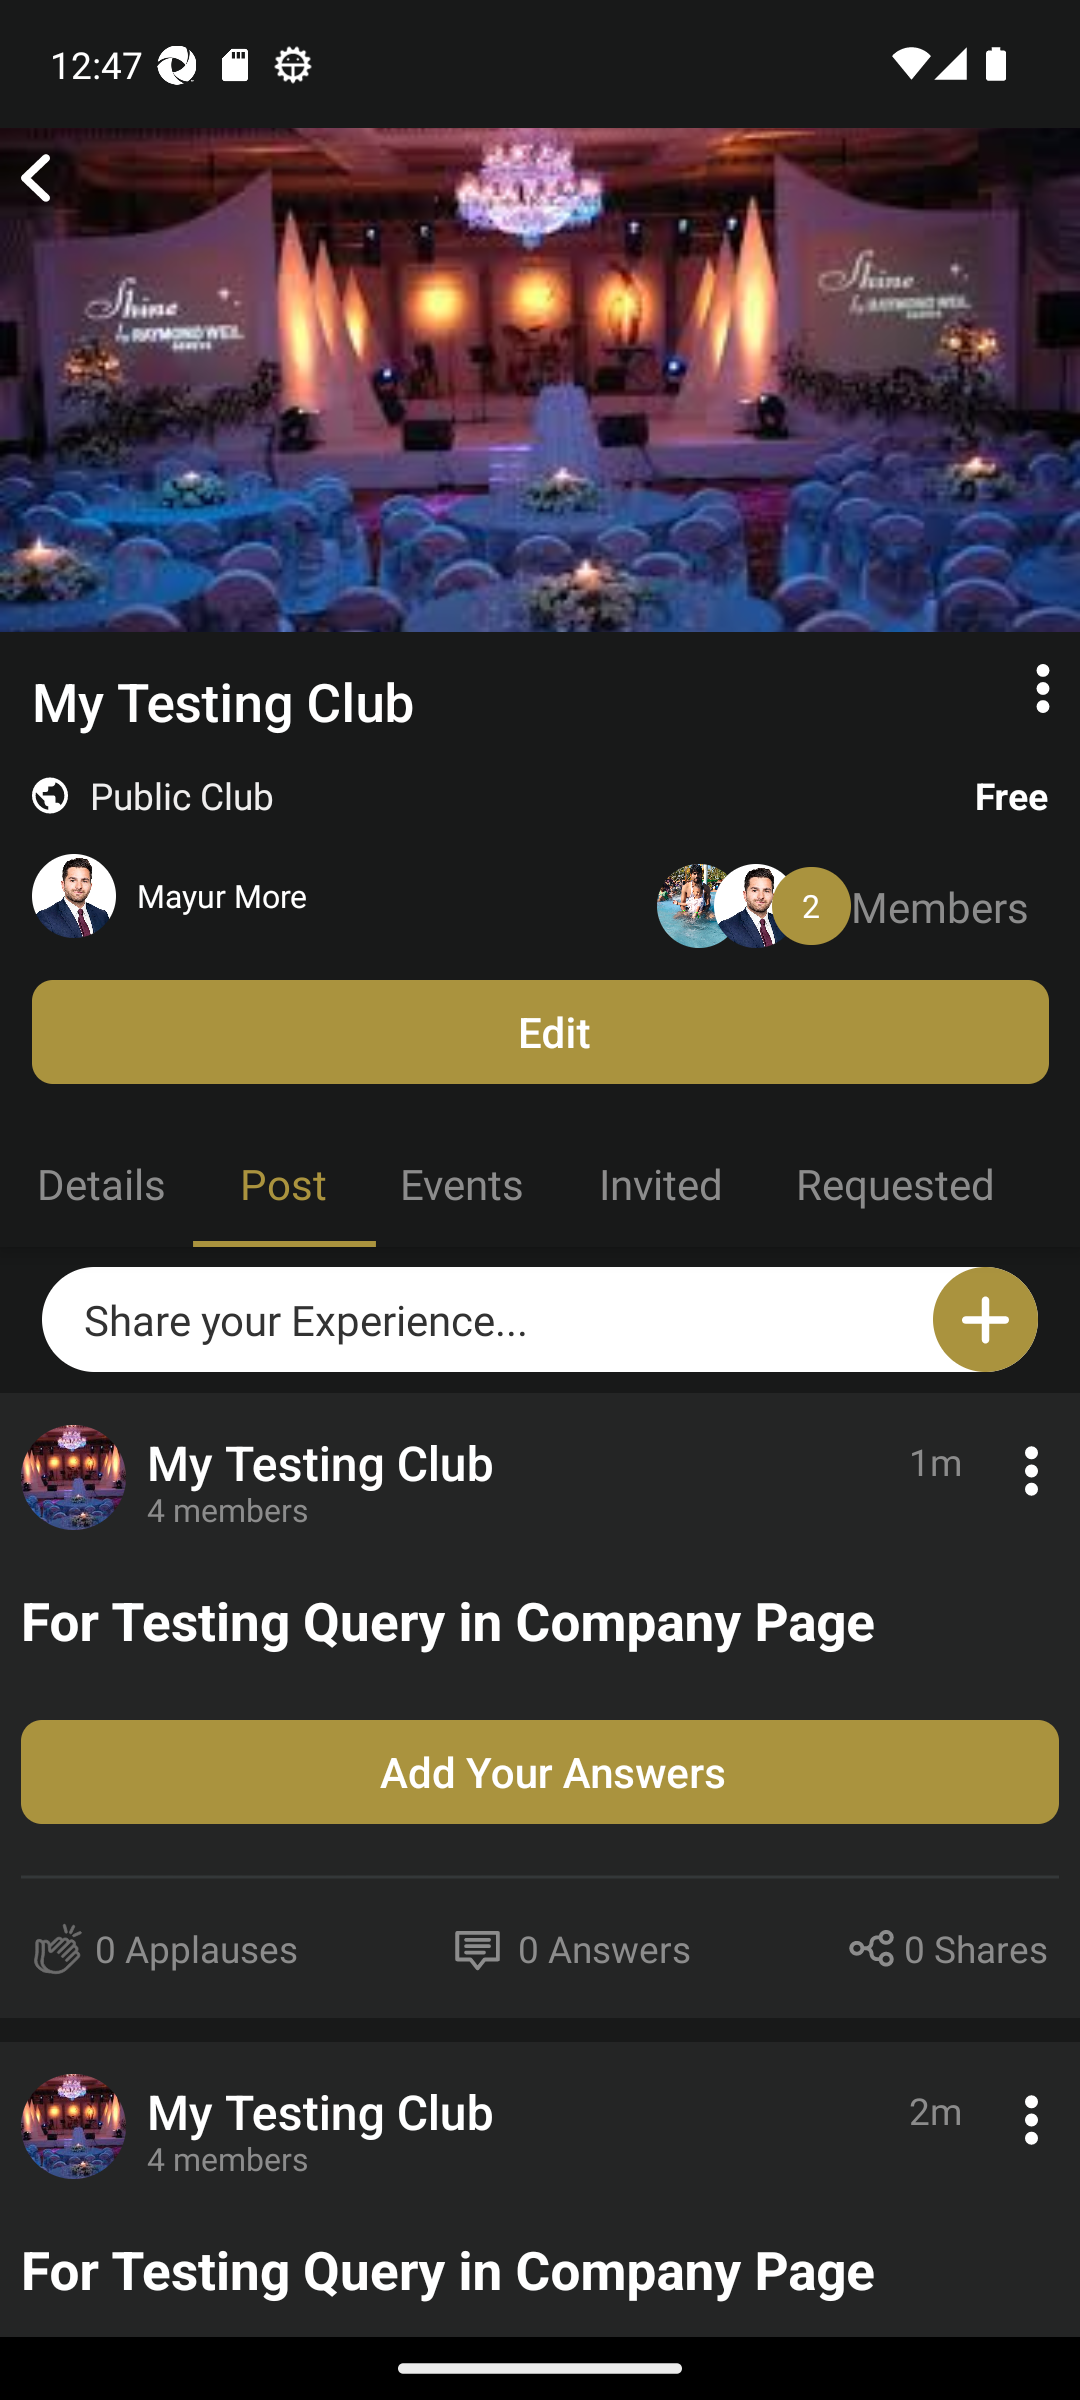 12:47
Shine
by RAYMOND WEIL
GENEVE
Shine
by RAYMOND WEIL
GENEVE
My Testing Club
Public Club
Free
Mayur More
2
Members
Edit
Details
Post
Events
Invited
Requested
Share your Experience...
My Testing Club
1m
4 members
For Testing Query in Company Page
Add Your Answers
0 Applauses
0 Answers
0 Shares
My Testing Club
2m
4 members
For Testing Query in Company Page